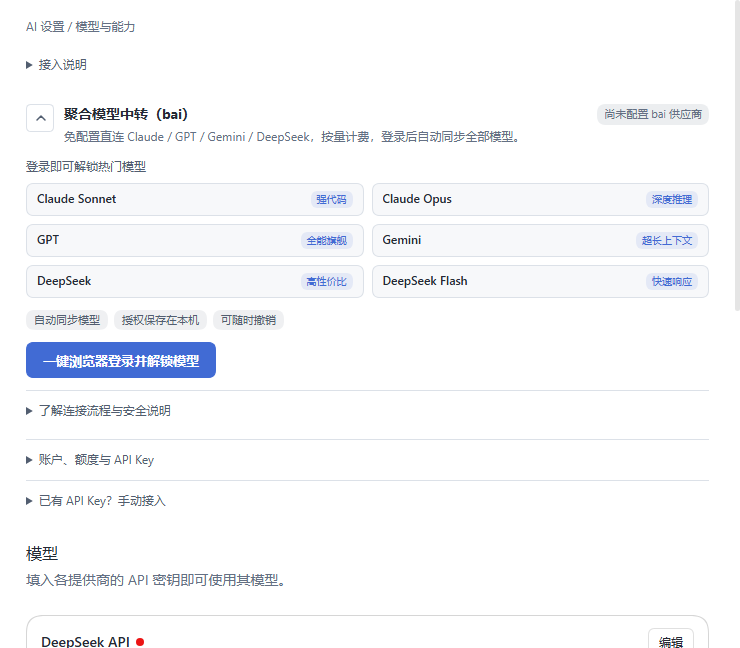 AI 设置 / 模型与能力
接入说明
聚合模型中转（bai）
尚未配置 bai 供应商
免配置直连 Claude / GPT / Gemini / DeepSeek，按量计费，登录后自动同步全部模型。
登录即可解锁热门模型
Claude Sonnet 强代码
Claude Opus 深度推理
GPT 全能旗舰
Gemini 超长上下文
DeepSeek 高性价比
DeepSeek Flash 快速响应
自动同步模型 授权保存在本机 可随时撤销
一键浏览器登录并解锁模型
了解连接流程与安全说明
账户、额度与 API Key
已有 API Key？手动接入
模型
填入各提供商的 API 密钥即可使用其模型。
DeepSeek API 编辑